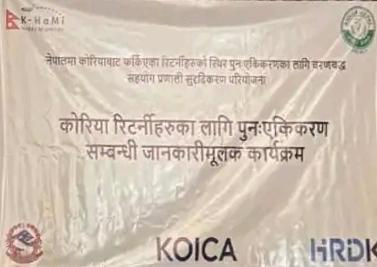 K-HaMi
नेपालमा कोरियाबाट फर्किएका रिटर्नीहरुको स्थिर पुनःएकिकरणका लागि चरणबद्ध
सहयोग प्रणाली सुदृढिकरण परियोजना
कोरिया रिटर्नीहरुका लागि पुनःएकिकरण
सम्वन्धी जानकारीमूलक कार्यक्रम
KOICA
HRDK